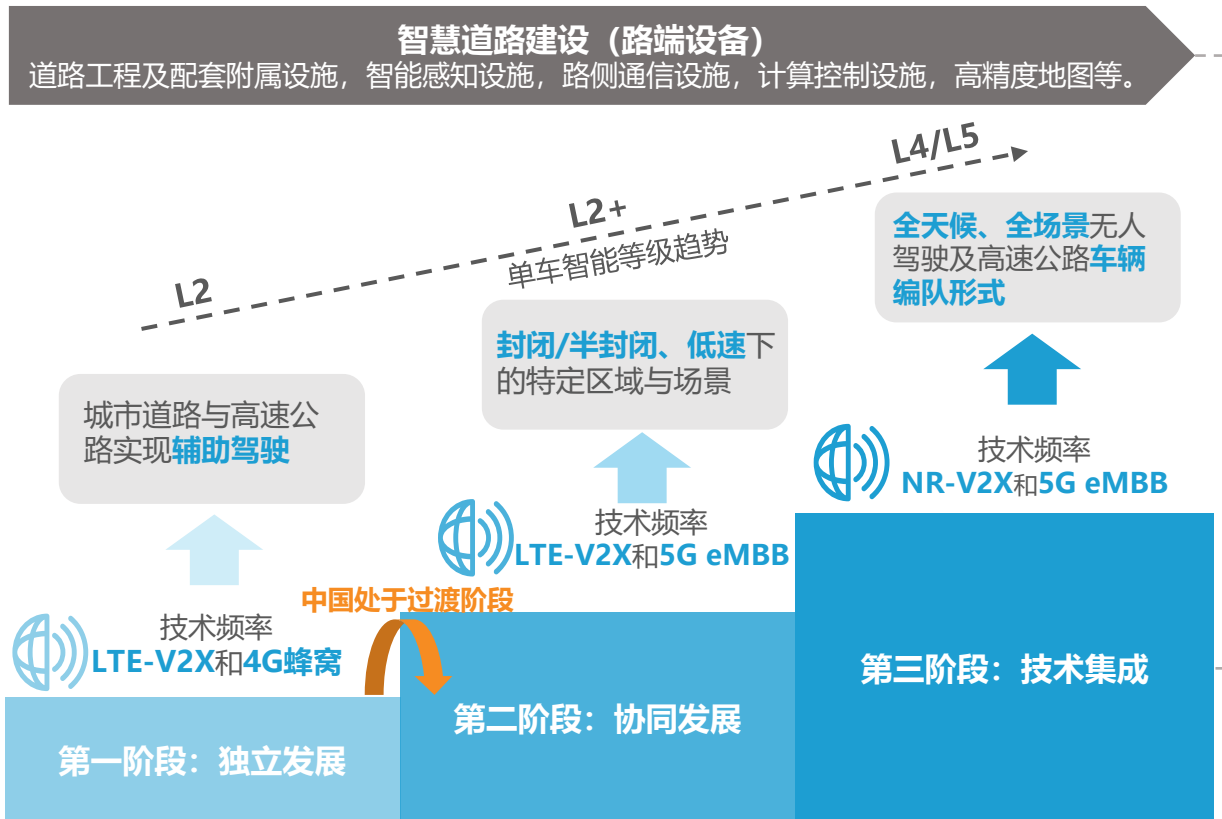 智慧道路建设（路端设备）
道路工程及配套附属设施，智能感知设施，路侧通信设施，计算控制设施，高精度地图等。
L4/L5
L2+
单车智能等级趋势
L2
全天候、全场景无人
驾驶及高速公路车辆
编队形式
封闭/半封闭、低速下
的特定区域与场景
城市道路与高速公
路实现辅助驾驶
技术频率
NR-V2X和5G eMBB
技术频率
LTE-V2X和5G eMBB
中国处于过渡阶段
技术频率
LTE-V2X和4G蜂窝
第三阶段：技术集成
第二阶段：协同发展
第一阶段：独立发展